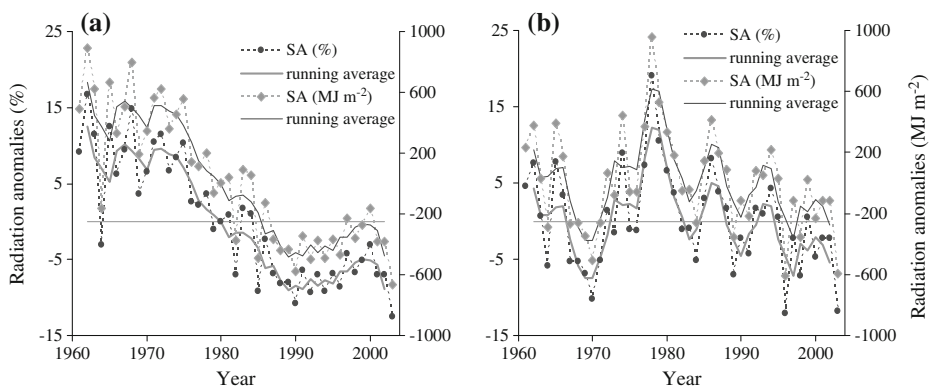 (a)
Radiation anomalies (%)
25
15
5
-5
-15
SA (%)
running average
SA (MJ m-2)
running average
1000
600
200
-200
-600
-1000
1960
1970
1980
1990
2000
Year
(b)
25
15
5
-5
-15
SA (%)
running average
SA (MJ m-2)
running average
1000
600
200
-200
-600
-1000
Radiation anomalies (MJ m-2)
1960
1970
1980
1990
2000
Year